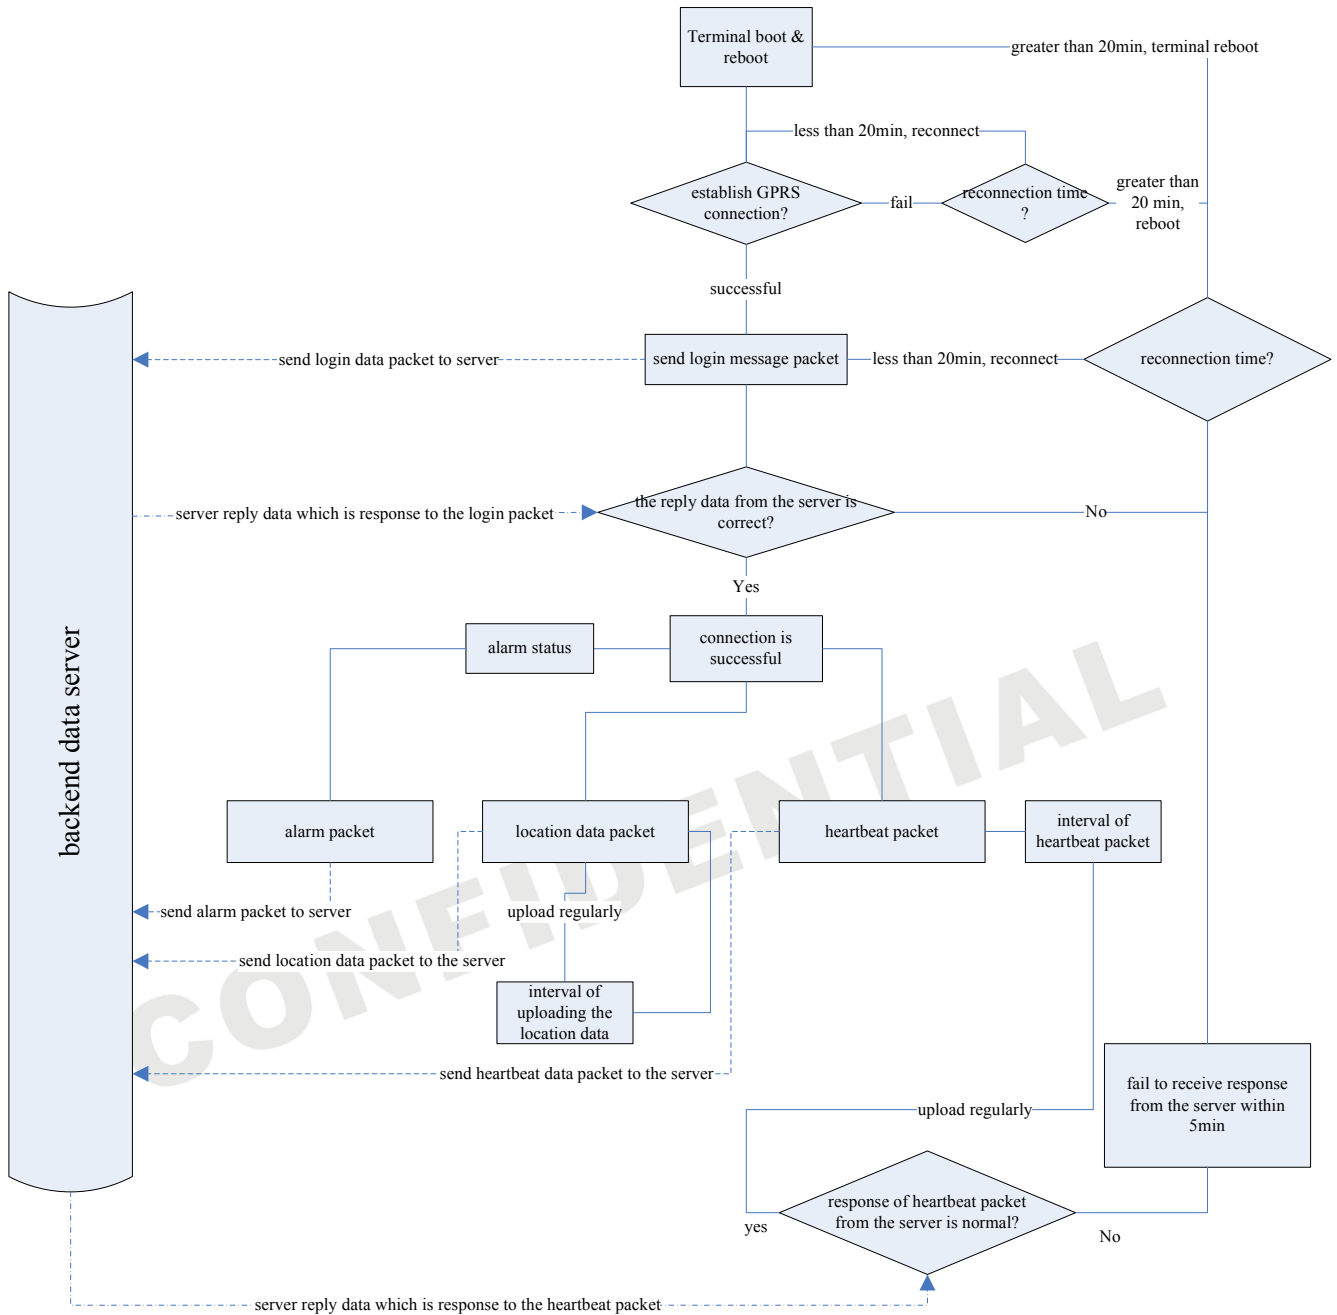 Terminal boot &
reboot
greater than 20min, terminal reboot
less than 20min, reconnect
establish GPRS
connection?
fail
reconnection time
?
greater than
20 min,
reboot
successful
send login data packet to server
send login message packet
less than 20min, reconnect
reconnection time?
server reply data which is response to the login packet
the reply data from the server is
correct?
No
Yes
backend data server
alarm status
connection is
successful
alarm packet
location data packet
heartbeat packet
interval of
heartbeat packet
send alarm packet to server
upload regularly
send location data packet to the server
interval of
uploading the
location data
send heartbeat data packet to the server
fail to receive response
from the server within
5min
upload regularly
response of heartbeat packet
from the server is normal?
yes
No
server reply data which is response to the heartbeat packet
CONFIDENTIAL